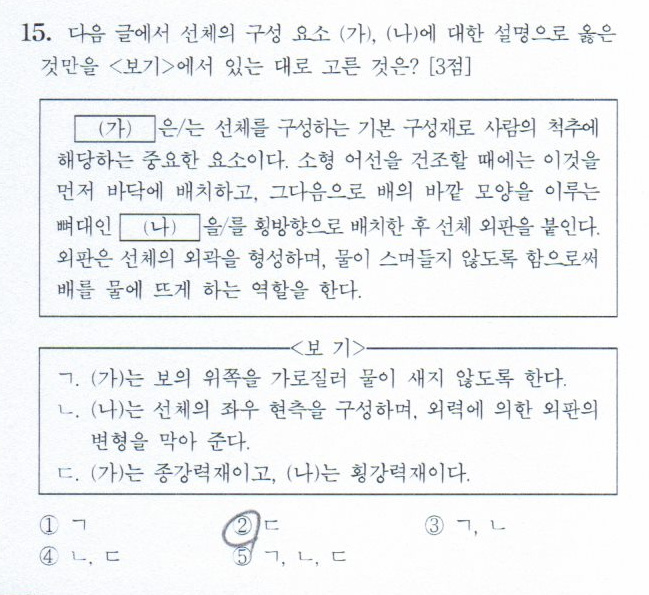 15. 다음 글에서 선체의 구성 요소 (가), (나)에 대한 설명으로 옳은
것만을 <보기>에서 있는 대로 고른 것은? [3점]
(가) 은/는 선체를 구성하는 기본 구성재로 사람의 척추에
해당하는 중요한 요소이다. 소형 어선을 건조할 때에는 이것을
먼저 바닥에 배치하고, 그다음으로 배의 바깥 모양을 이루는
뼈대인 (나) 을/를 횡방향으로 배치한 후 선체 외판을 붙인다.
외판은 선체의 외곽을 형성하며, 물이 스며들지 않도록 함으로써
배를 물에 뜨게 하는 역할을 한다.
<보 기>
ㄱ. (가)는 보의 위쪽을 가로질러 물이 새지 않도록 한다.
ㄴ. (나)는 선체의 좌우 현측을 구성하며, 외력에 의한 외판의
변형을 막아 준다.
ㄷ. (가)는 종강력재이고, (나)는 횡강력재이다.
① ㄱ ② ㄷ ③ ㄱ, ㄴ
④ ㄴ, ㄷ ⑤ ㄱ, ㄴ, ㄷ